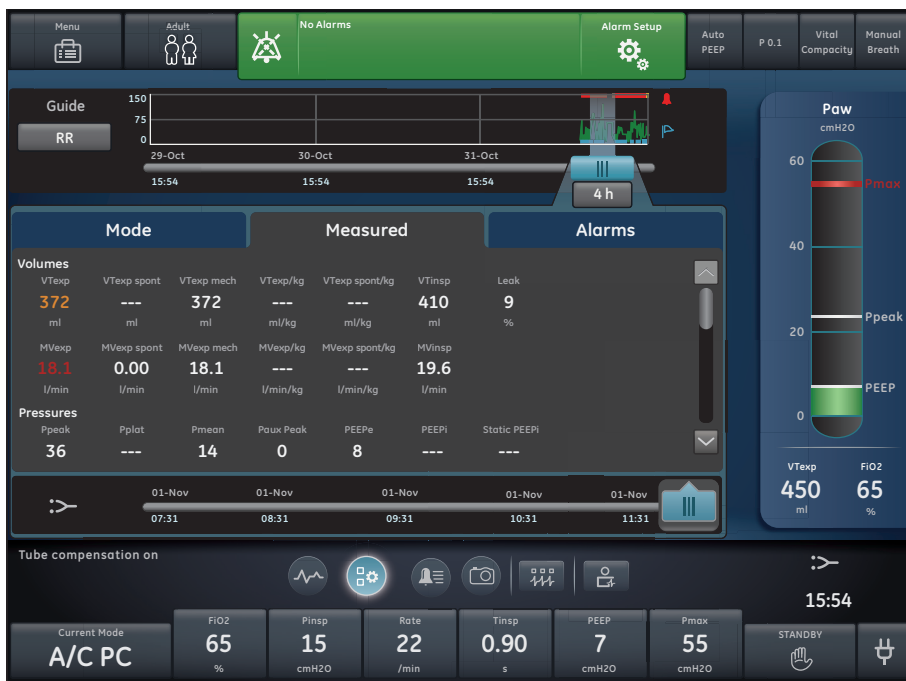 Menu
Adult
No Alarms
Alarm Setup
Auto PEEP
P 0.1
Vital Compacity
Manual Breath
Guide
RR
150
75
0
29-Oct 30-Oct 31-Oct
15:54 15:54 15:54
4 h
Mode Measured Alarms
Volumes
VTexp VTexp spont VTexp mech VTexp/kg VTexp spont/kg VTinsp Leak
372 --- 372 --- --- 410 9
ml ml ml ml/kg ml/kg ml %
MVexp MVexp spont MVexp mech MVexp/kg MVexp spont/kg MVinsp
18.1 0.00 18.1 --- --- 19.6
l/min l/min l/min l/min/kg l/min/kg l/min
Pressures
Ppeak Pplat Pmean Paux Peak PEEPe PEEPi Static PEEPi
36 --- 14 0 8 --- ---
01-Nov 01-Nov 01-Nov 01-Nov 01-Nov
07:31 08:31 09:31 10:31 11:31
Paw
cmH2O
60
Pmax
40
Ppeak
20
PEEP
0
VTexp FiO2
450 65
ml %
Tube compensation on
15:54
Current Mode
A/C PC
FiO2 Pinsp Rate Tinsp PEEP Pmax
65 15 22 0.90 7 55
% cmH2O /min s cmH2O cmH2O
STANDBY